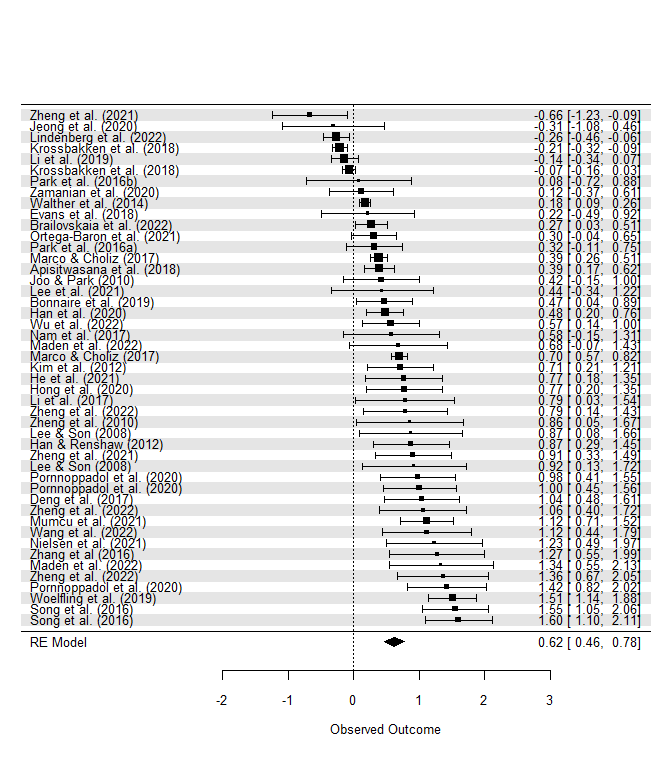 Zheng et al. (2021) -0.66 [-1.23, -0.09]
Jeong et al. (2020) -0.31 [-1.08, 0.46]
Lindenberg et al. (2022) -0.26 [-0.46, -0.06]
Krossbakken et al. (2018) -0.21 [-0.32, -0.09]
Li et al. (2019) -0.14 [-0.34, 0.07]
Krossbakken et al. (2018) -0.07 [-0.16, 0.03]
Park et al. (2016b) 0.08 [-0.72, 0.88]
Zamanian et al. (2020) 0.12 [-0.37, 0.61]
Walther et al. (2014) 0.18 [ 0.09, 0.26]
Evans et al. (2018) 0.22 [-0.49, 0.92]
Brailovskaia et al. (2022) 0.27 [ 0.03, 0.51]
Ortega-Baron et al. (2021) 0.30 [-0.04, 0.65]
Park et al. (2016a) 0.32 [-0.11, 0.75]
Marco & Choliz (2017) 0.39 [ 0.26, 0.51]
Apisitwasana et al. (2018) 0.39 [ 0.17, 0.62]
Joo & Park (2010) 0.42 [-0.15, 1.00]
Lee et al. (2021) 0.44 [-0.34, 1.22]
Bonnaire et al. (2019) 0.47 [ 0.04, 0.89]
Han et al. (2020) 0.48 [ 0.20, 0.76]
Wu et al. (2022) 0.57 [ 0.14, 1.00]
Nam et al. (2017) 0.58 [-0.15, 1.31]
Maden et al. (2022) 0.68 [-0.07, 1.43]
Marco & Choliz (2017) 0.70 [ 0.57, 0.82]
Kim et al. (2012) 0.71 [ 0.21, 1.21]
He et al. (2021) 0.77 [ 0.18, 1.35]
Hong et al. (2020) 0.77 [ 0.20, 1.35]
Li et al. (2017) 0.79 [ 0.03, 1.54]
Zheng et al. (2022) 0.79 [ 0.14, 1.43]
Zheng et al. (2010) 0.86 [ 0.05, 1.67]
Lee & Son (2008) 0.87 [ 0.08, 1.66]
Han & Renshaw (2012) 0.87 [ 0.29, 1.45]
Zheng et al. (2021) 0.91 [ 0.33, 1.49]
Lee & Son (2008) 0.92 [ 0.13, 1.72]
Pornnoppadol et al. (2020) 0.98 [ 0.41, 1.55]
Pornnoppadol et al. (2020) 1.00 [ 0.45, 1.56]
Deng et al. (2017) 1.04 [ 0.48, 1.61]
Zheng et al. (2022) 1.06 [ 0.40, 1.72]
Mumcu et al. (2021) 1.12 [ 0.71, 1.52]
Wang et al. (2022) 1.12 [ 0.44, 1.79]
Nielsen et al. (2021) 1.23 [ 0.49, 1.97]
Zhang et al (2016) 1.27 [ 0.55, 1.99]
Maden et al. (2022) 1.34 [ 0.55, 2.13]
Zheng et al. (2022) 1.36 [ 0.67, 2.05]
Pornnoppadol et al. (2020) 1.42 [ 0.82, 2.02]
Woelfling et al. (2019) 1.51 [ 1.14, 1.88]
Song et al. (2016) 1.55 [ 1.05, 2.06]
Song et al. (2016) 1.60 [ 1.10, 2.11]
RE Model 0.62 [ 0.46, 0.78]
-2 -1 0 1 2 3
Observed Outcome